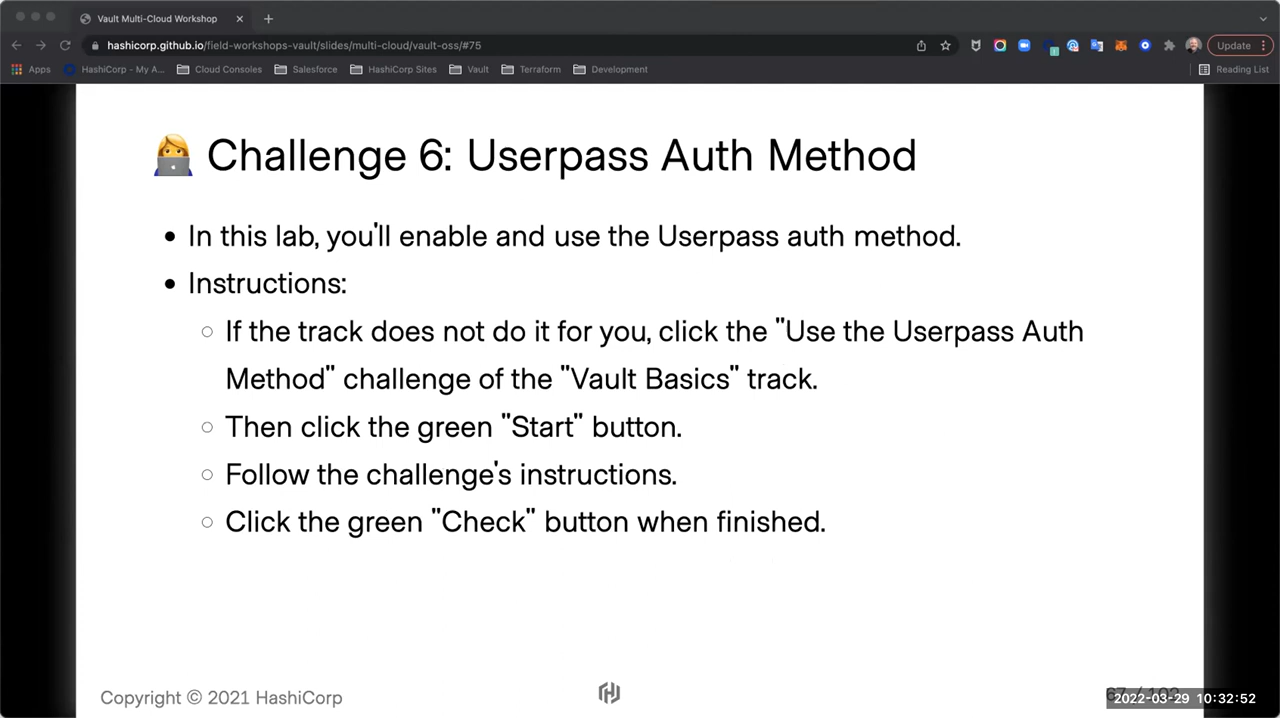 Vault Multi-Cloud Workshop
hashicorp.github.io/field-workshops-vault/slides/multi-cloud/vault-oss/#75
Update
Apps
HashiCorp - My A...
Cloud Consoles
Salesforce
HashiCorp Sites
Vault
Terraform
Development
Reading List
Challenge 6: Userpass Auth Method
In this lab, you'll enable and use the Userpass auth method.
Instructions:
If the track does not do it for you, click the "Use the Userpass Auth
Method" challenge of the "Vault Basics" track.
Then click the green "Start" button.
Follow the challenge's instructions.
Click the green "Check" button when finished.
Copyright © 2021 HashiCorp
2022-03-29 10:32:52